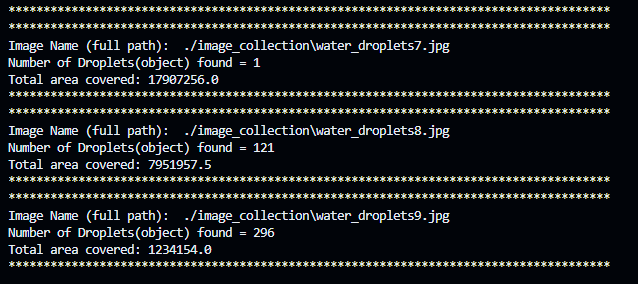 **************************************************************************************
**************************************************************************************
Image Name (full path):  ./image_collection\water_droplets7.jpg
Number of Droplets(object) found = 1
Total area covered: 17907256.0
**************************************************************************************
**************************************************************************************
Image Name (full path):  ./image_collection\water_droplets8.jpg
Number of Droplets(object) found = 121
Total area covered: 7951957.5
**************************************************************************************
**************************************************************************************
Image Name (full path):  ./image_collection\water_droplets9.jpg
Number of Droplets(object) found = 296
Total area covered: 1234154.0
**************************************************************************************